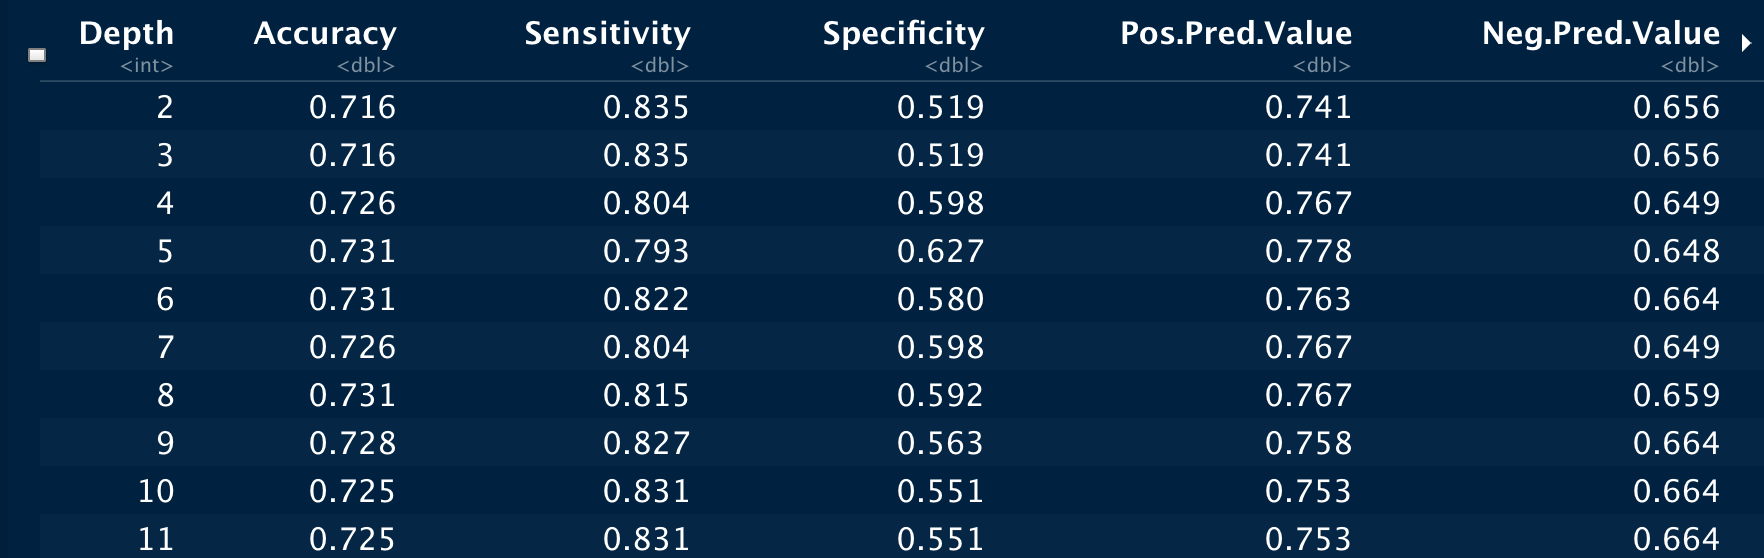 Depth Accuracy Sensitivity Specificity Pos.Pred.Value Neg.Pred.Value
<int> <dbl> <dbl> <dbl> <dbl> <dbl>
2 0.716 0.835 0.519 0.741 0.656
3 0.716 0.835 0.519 0.741 0.656
4 0.726 0.804 0.598 0.767 0.649
5 0.731 0.793 0.627 0.778 0.648
6 0.731 0.822 0.580 0.763 0.664
7 0.726 0.804 0.598 0.767 0.649
8 0.731 0.815 0.592 0.767 0.659
9 0.728 0.827 0.563 0.758 0.664
10 0.725 0.831 0.551 0.753 0.664
11 0.725 0.831 0.551 0.753 0.664